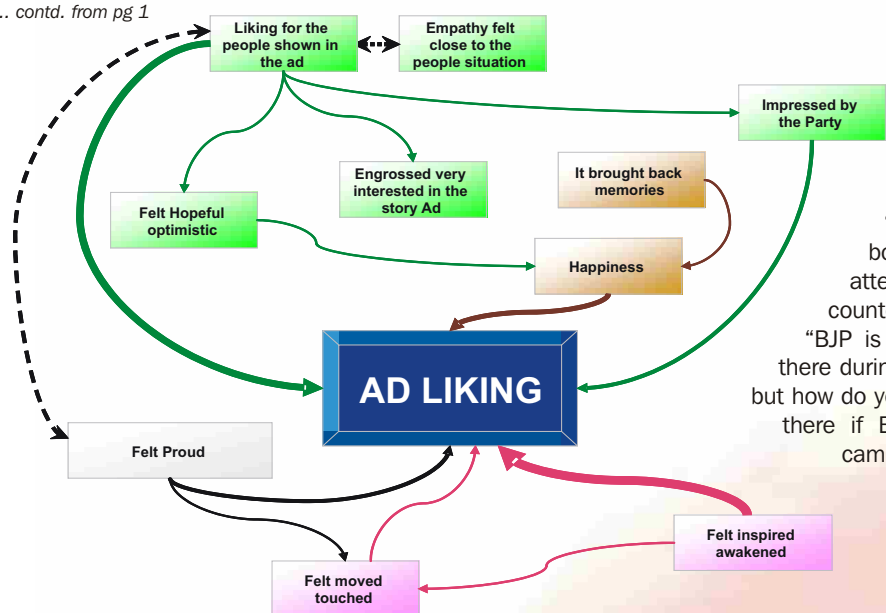 ... contd. from pg 1
Liking for the
people shown in
the ad
Empathy felt
close to the
people situation
Impressed by
the Party
Engrossed very
interested in the
story Ad
It brought back
memories
Felt Hopeful
optimistic
Happiness
AD LIKING
Felt Proud
Felt inspired
awakened
Felt moved
touched
“BJP is
there
but how do
there if